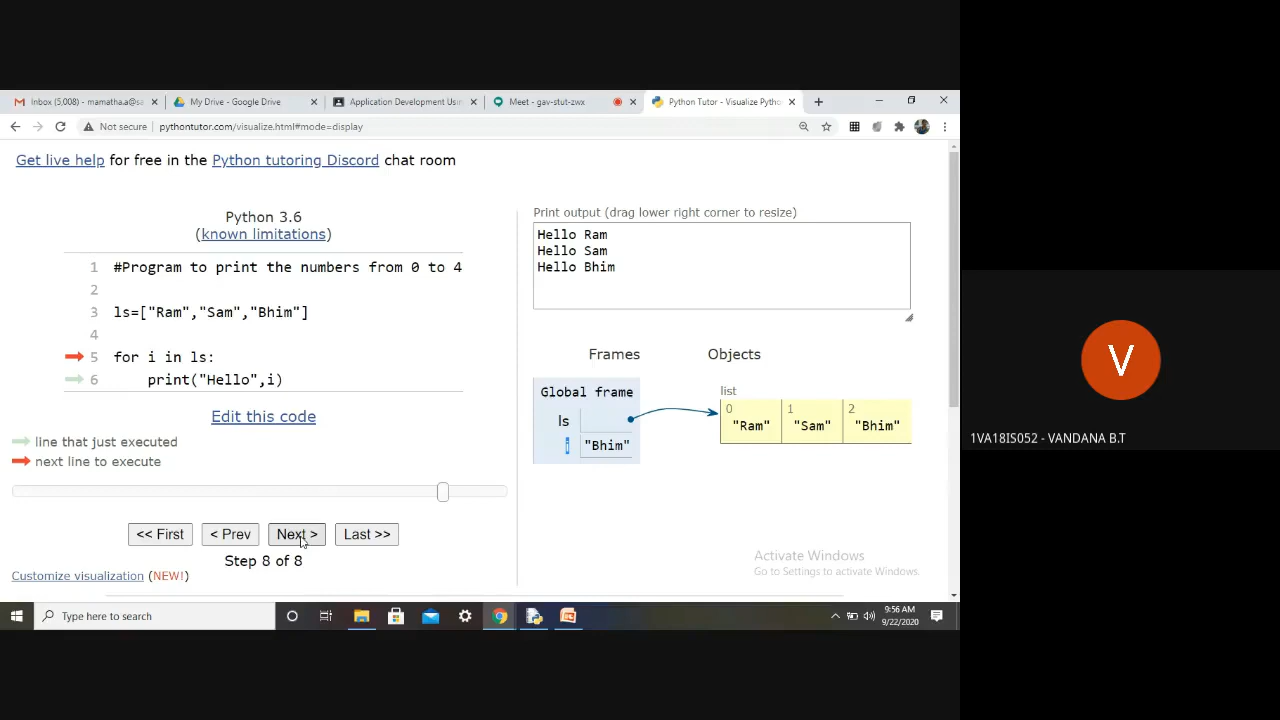 Inbox (5,008) - mamatha.a@sa
My Drive - Google Drive
Application Development Usin
Meet - gav-stut-zwx
Python Tutor - Visualize Pytho
Not secure
pythontutor.com/visualize.html#mode=display
Get live help for free in the Python tutoring Discord chat room
Python 3.6
(known limitations)
1 #Program to print the numbers from 0 to 4
2
3 ls=["Ram","Sam","Bhim"]
4
5 for i in ls:
6 print("Hello",i)
Edit this code
line that just executed
next line to execute
<< First
< Prev
Next >
Last >>
Step 8 of 8
Customize visualization (NEW!)
Print output (drag lower right corner to resize)
Hello Ram
Hello Sam
Hello Bhim
Frames
Objects
Global frame
ls
i "Bhim"
list
0 1 2
"Ram" "Sam" "Bhim"
Activate Windows
Go to Settings to activate Windows.
Type here to search
9:56 AM
9/22/2020
V
1VA18IS052 - VANDANA B.T